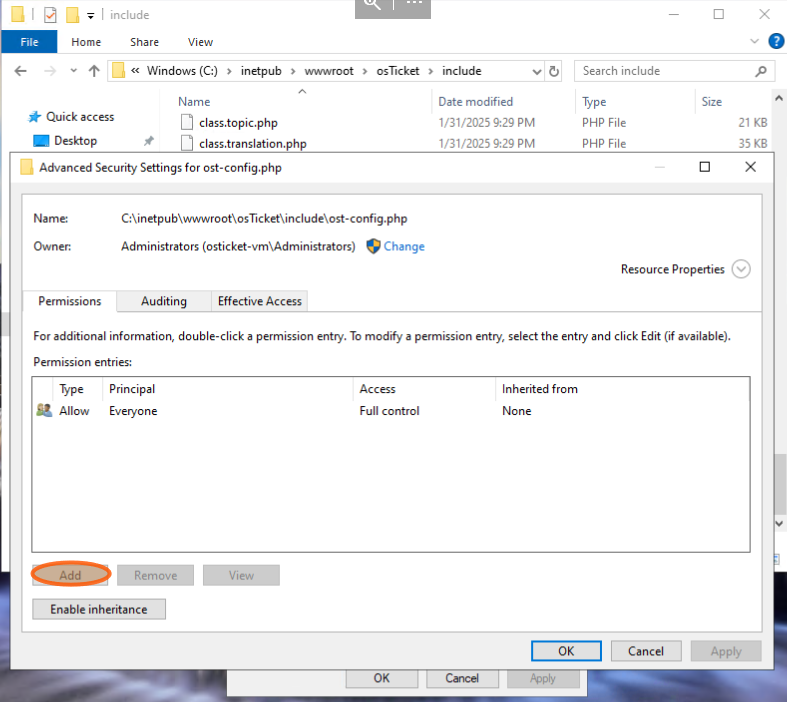 include
File Home Share View
« Windows (C:) › inetpub › wwwroot › osTicket › include
Search include
Name Date modified Type Size
Quick access
class.topic.php 1/31/2025 9:29 PM PHP File 21 KB
Desktop
class.translation.php 1/31/2025 9:29 PM PHP File 35 KB
Advanced Security Settings for ost-config.php
Name: C:\inetpub\wwwroot\osTicket\include\ost-config.php
Owner: Administrators (osticket-vm\Administrators) Change
Resource Properties
Permissions Auditing Effective Access
For additional information, double-click a permission entry. To modify a permission entry, select the entry and click Edit (if available).
Permission entries:
Type Principal Access Inherited from
Allow Everyone Full control None
Add Remove View
Enable inheritance
OK Cancel Apply
OK Cancel Apply